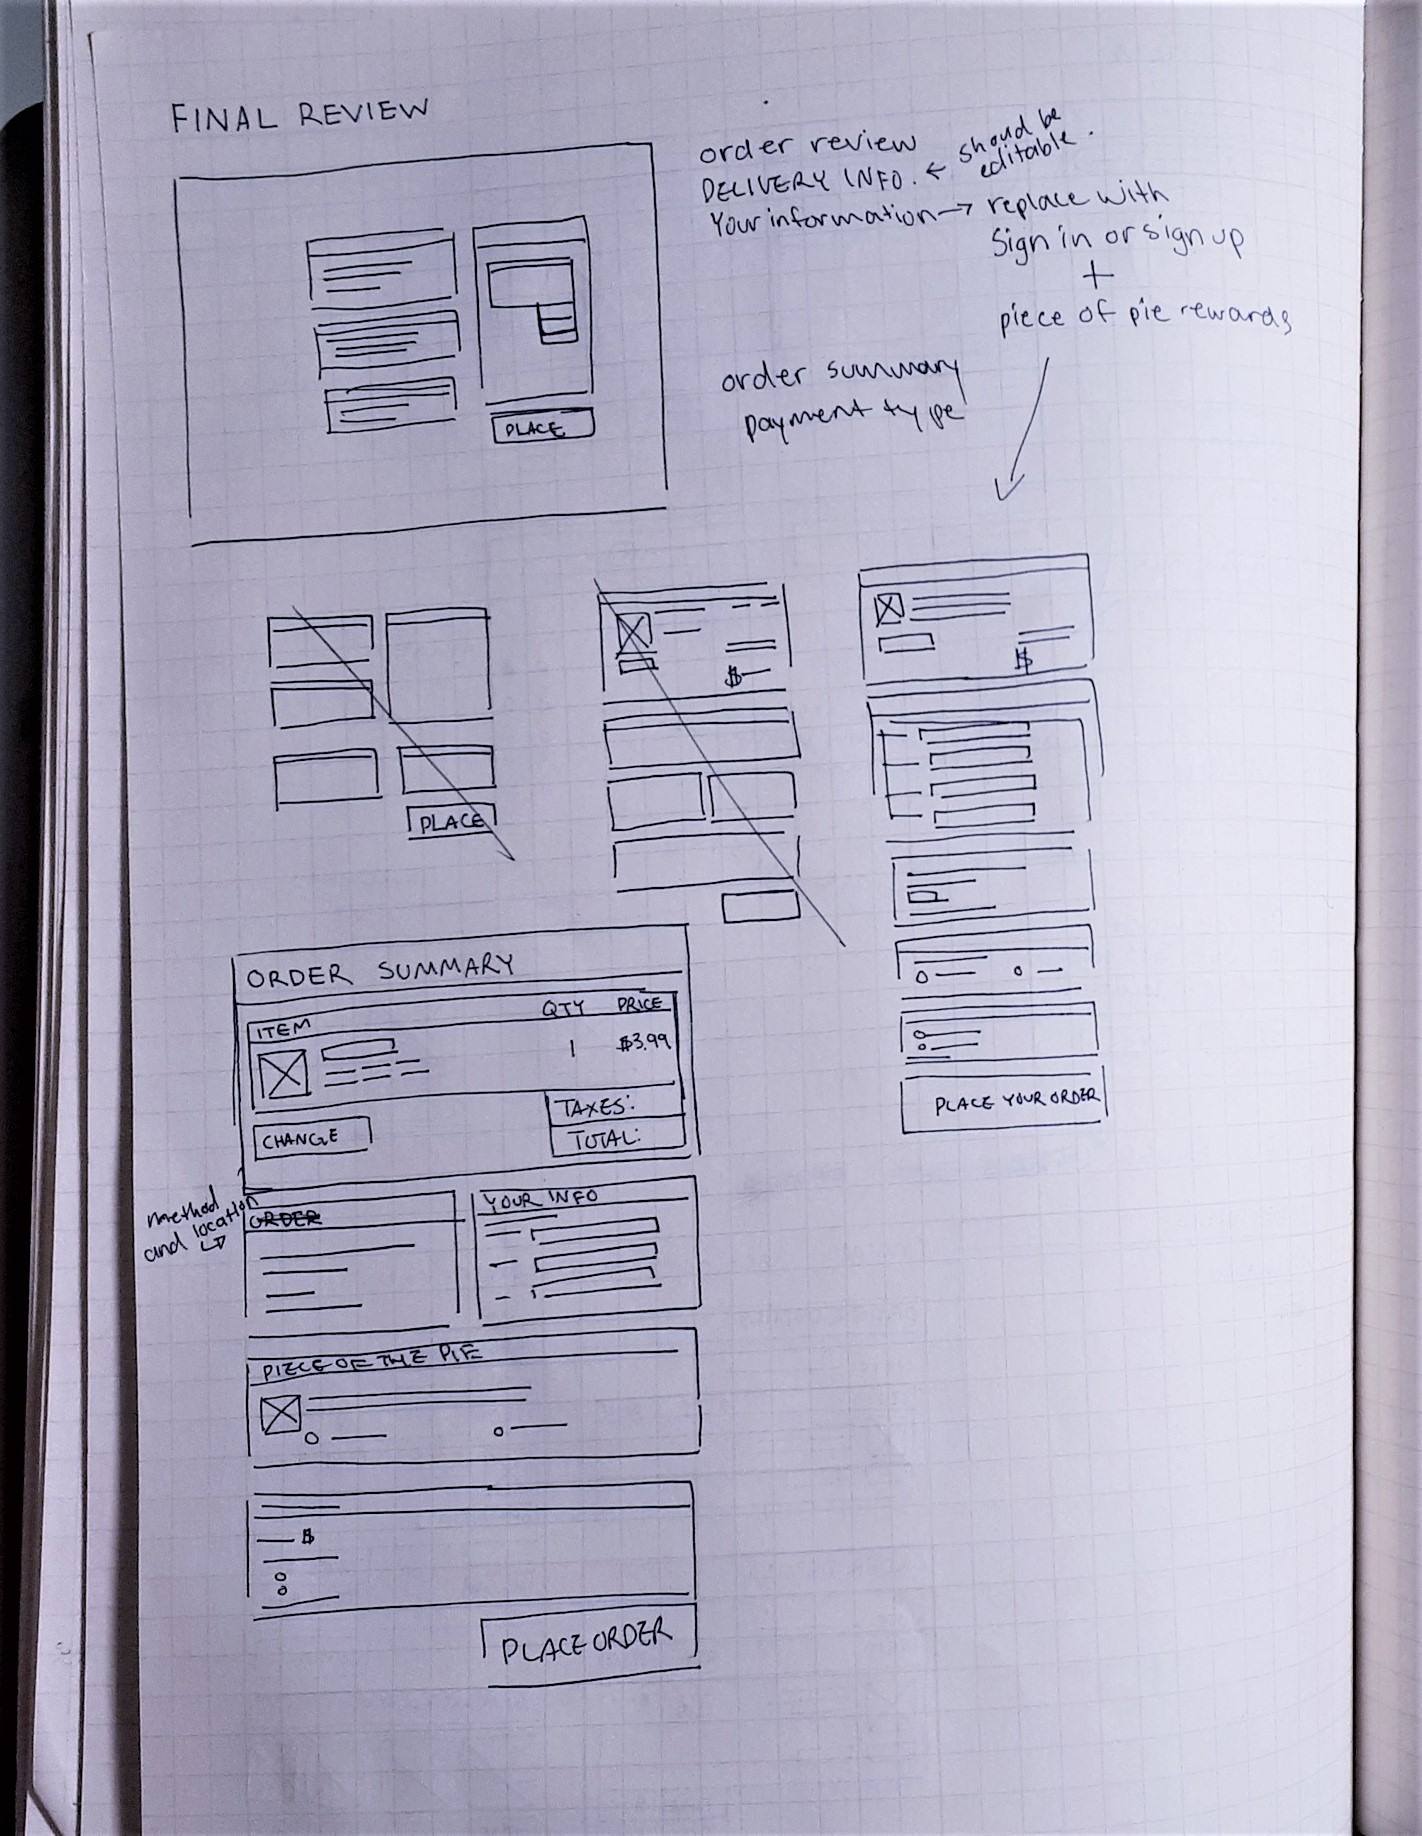 FINAL REVIEW
order review
DELIVERY INFO. ← should be
editable.
Your information → replace with
Sign in or sign up
+
piece of pie rewards
order summary
payment type
PLACE
PLACE
$
$
ORDER SUMMARY
ITEM QTY PRICE
1 $3.99
TAXES:
CHANGE TOTAL:
PLACE YOUR ORDER
method
and location
ORDER
YOUR INFO
PIECE OF THE PIE
$
PLACE ORDER